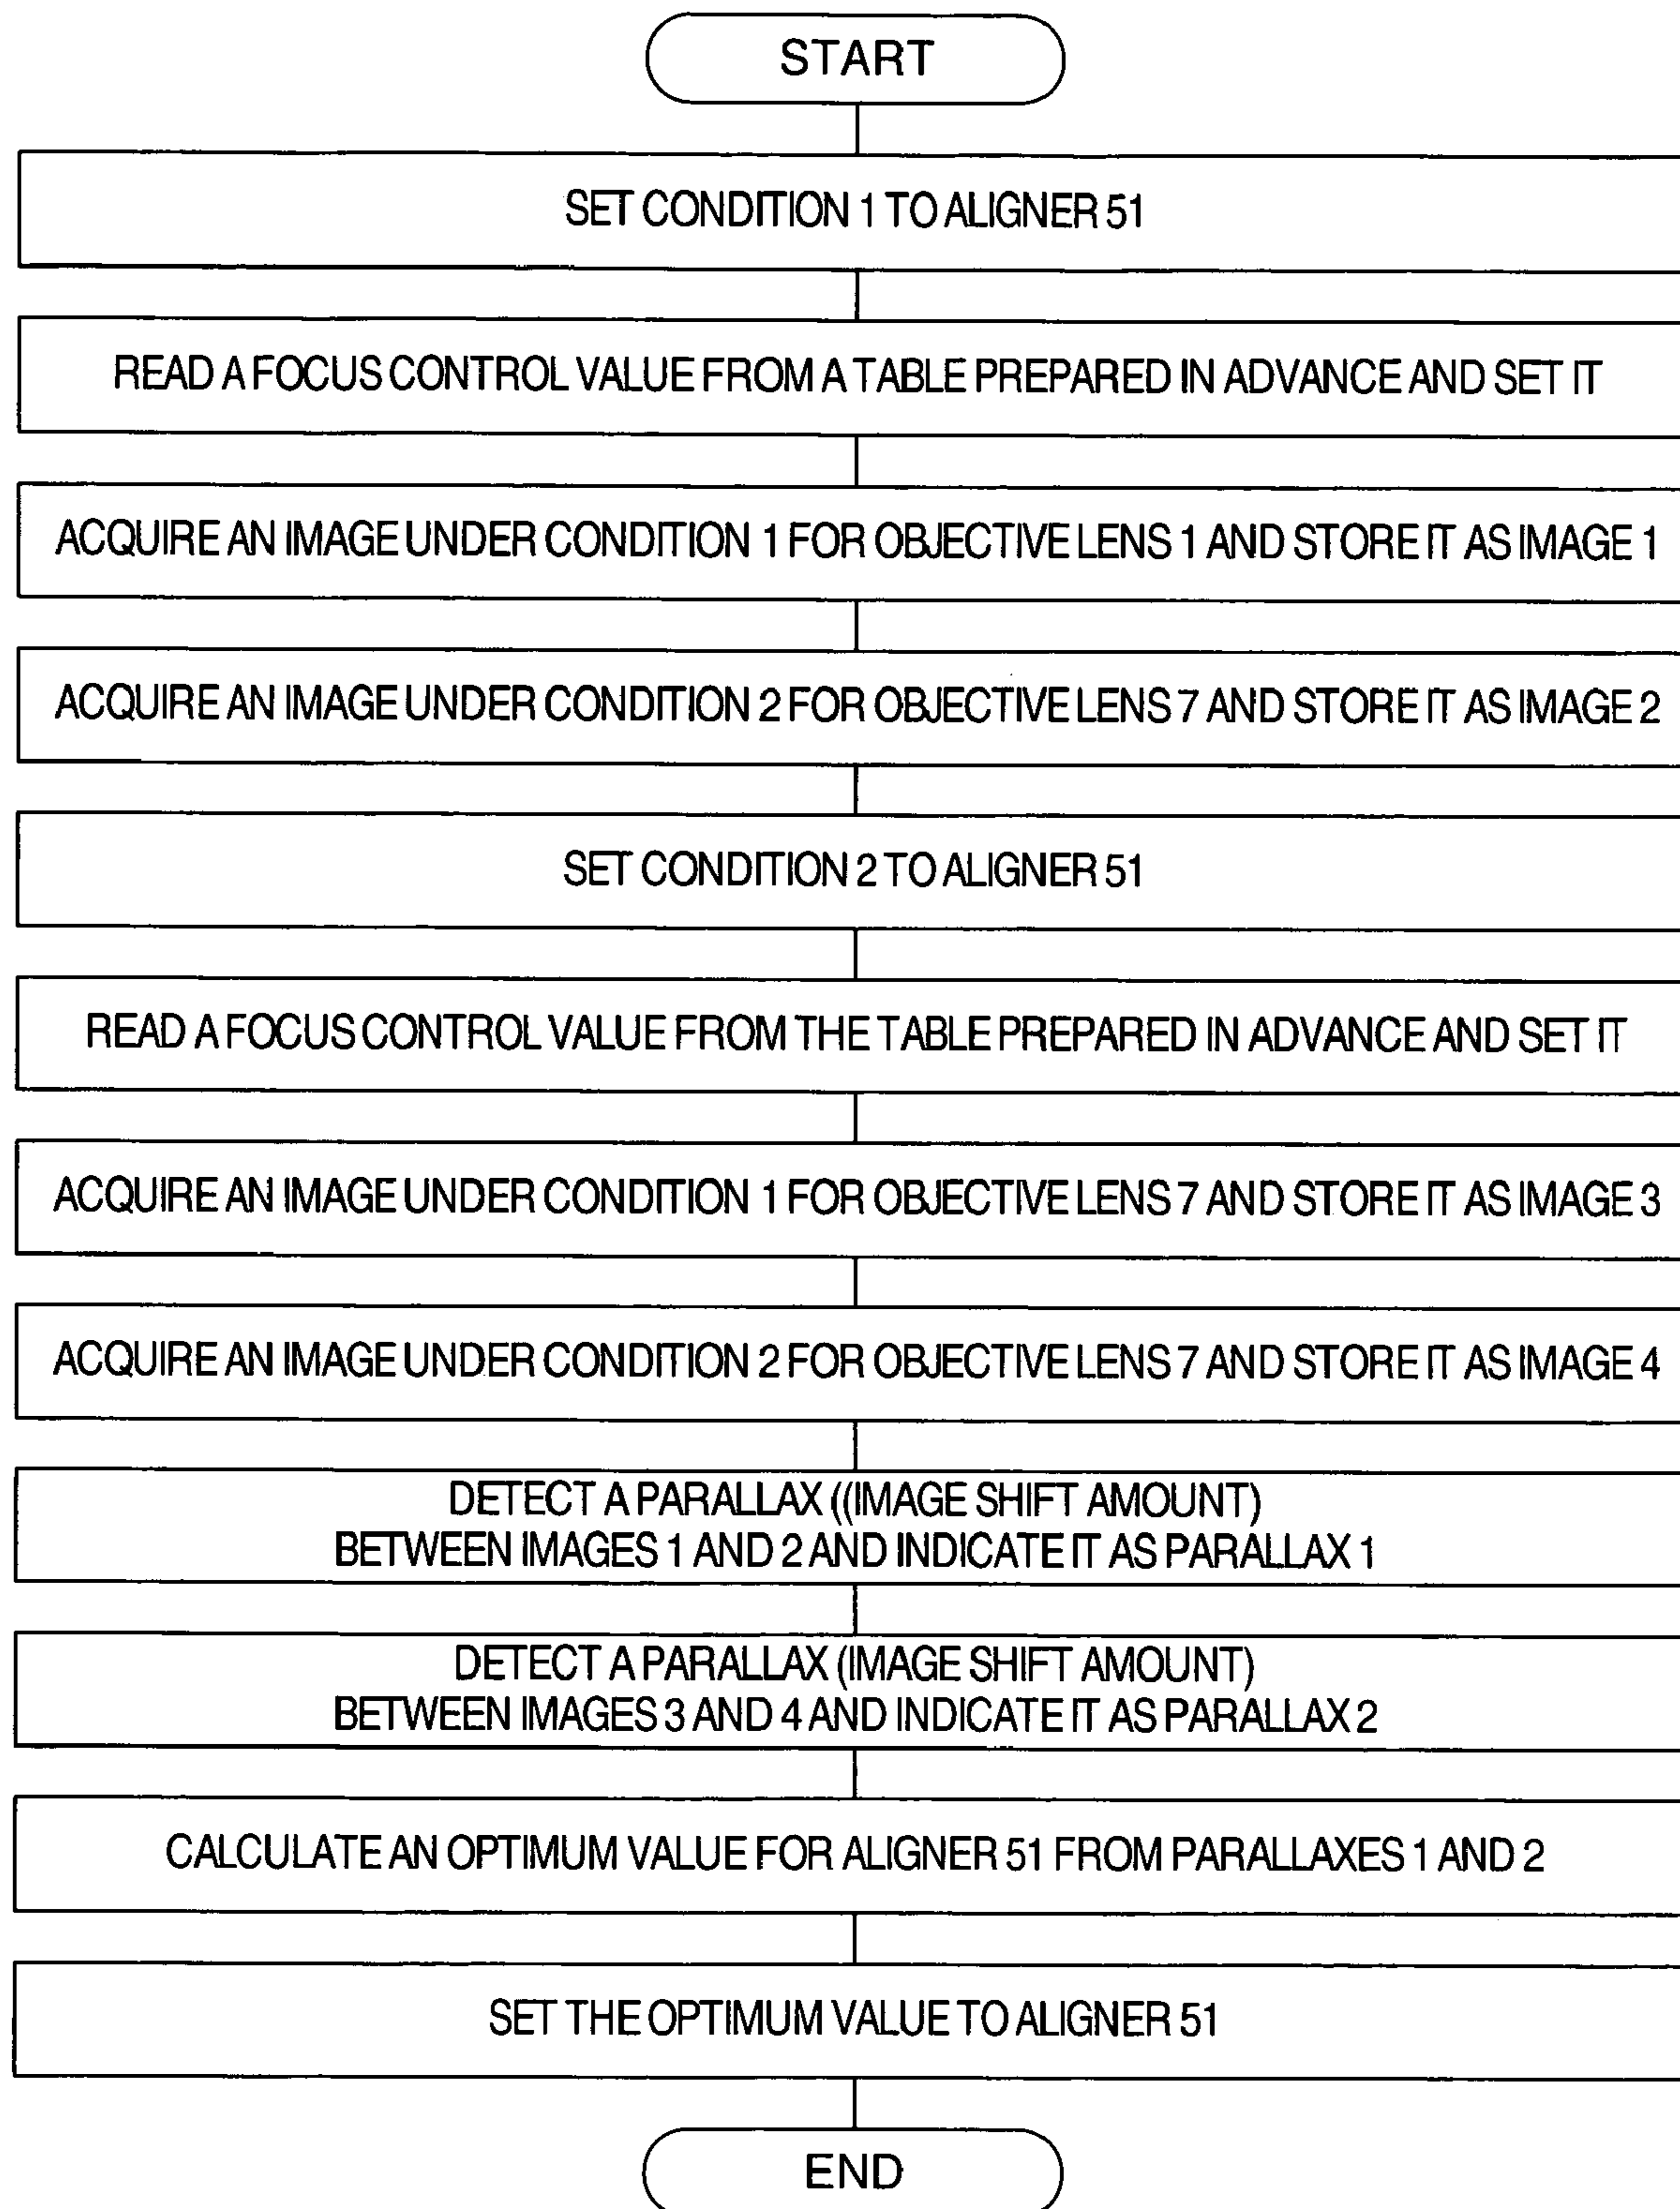 START
SET CONDITION 1 TO ALIGNER 51
READ A FOCUS CONTROL VALUE FROM A TABLE PREPARED IN ADVANCE AND SET IT
ACQUIRE AN IMAGE UNDER CONDITION 1 FOR OBJECTIVE LENS 1 AND STORE IT AS IMAGE 1
ACQUIRE AN IMAGE UNDER CONDITION 2 FOR OBJECTIVE LENS 7 AND STORE IT AS IMAGE 2
SET CONDITION 2 TO ALIGNER 51
READ A FOCUS CONTROL VALUE FROM THE TABLE PREPARED IN ADVANCE AND SET IT
ACQUIRE AN IMAGE UNDER CONDITION 1 FOR OBJECTIVE LENS 7 AND STORE IT AS IMAGE 3
ACQUIRE AN IMAGE UNDER CONDITION 2 FOR OBJECTIVE LENS 7 AND STORE IT AS IMAGE 4
DETECT A PARALLAX ((IMAGE SHIFT AMOUNT)
BETWEEN IMAGES 1 AND 2 AND INDICATE IT AS PARALLAX 1
DETECT A PARALLAX (IMAGE SHIFT AMOUNT)
BETWEEN IMAGES 3 AND 4 AND INDICATE IT AS PARALLAX 2
CALCULATE AN OPTIMUM VALUE FOR ALIGNER 51 FROM PARALLAXES 1 AND 2
SET THE OPTIMUM VALUE TO ALIGNER 51
END